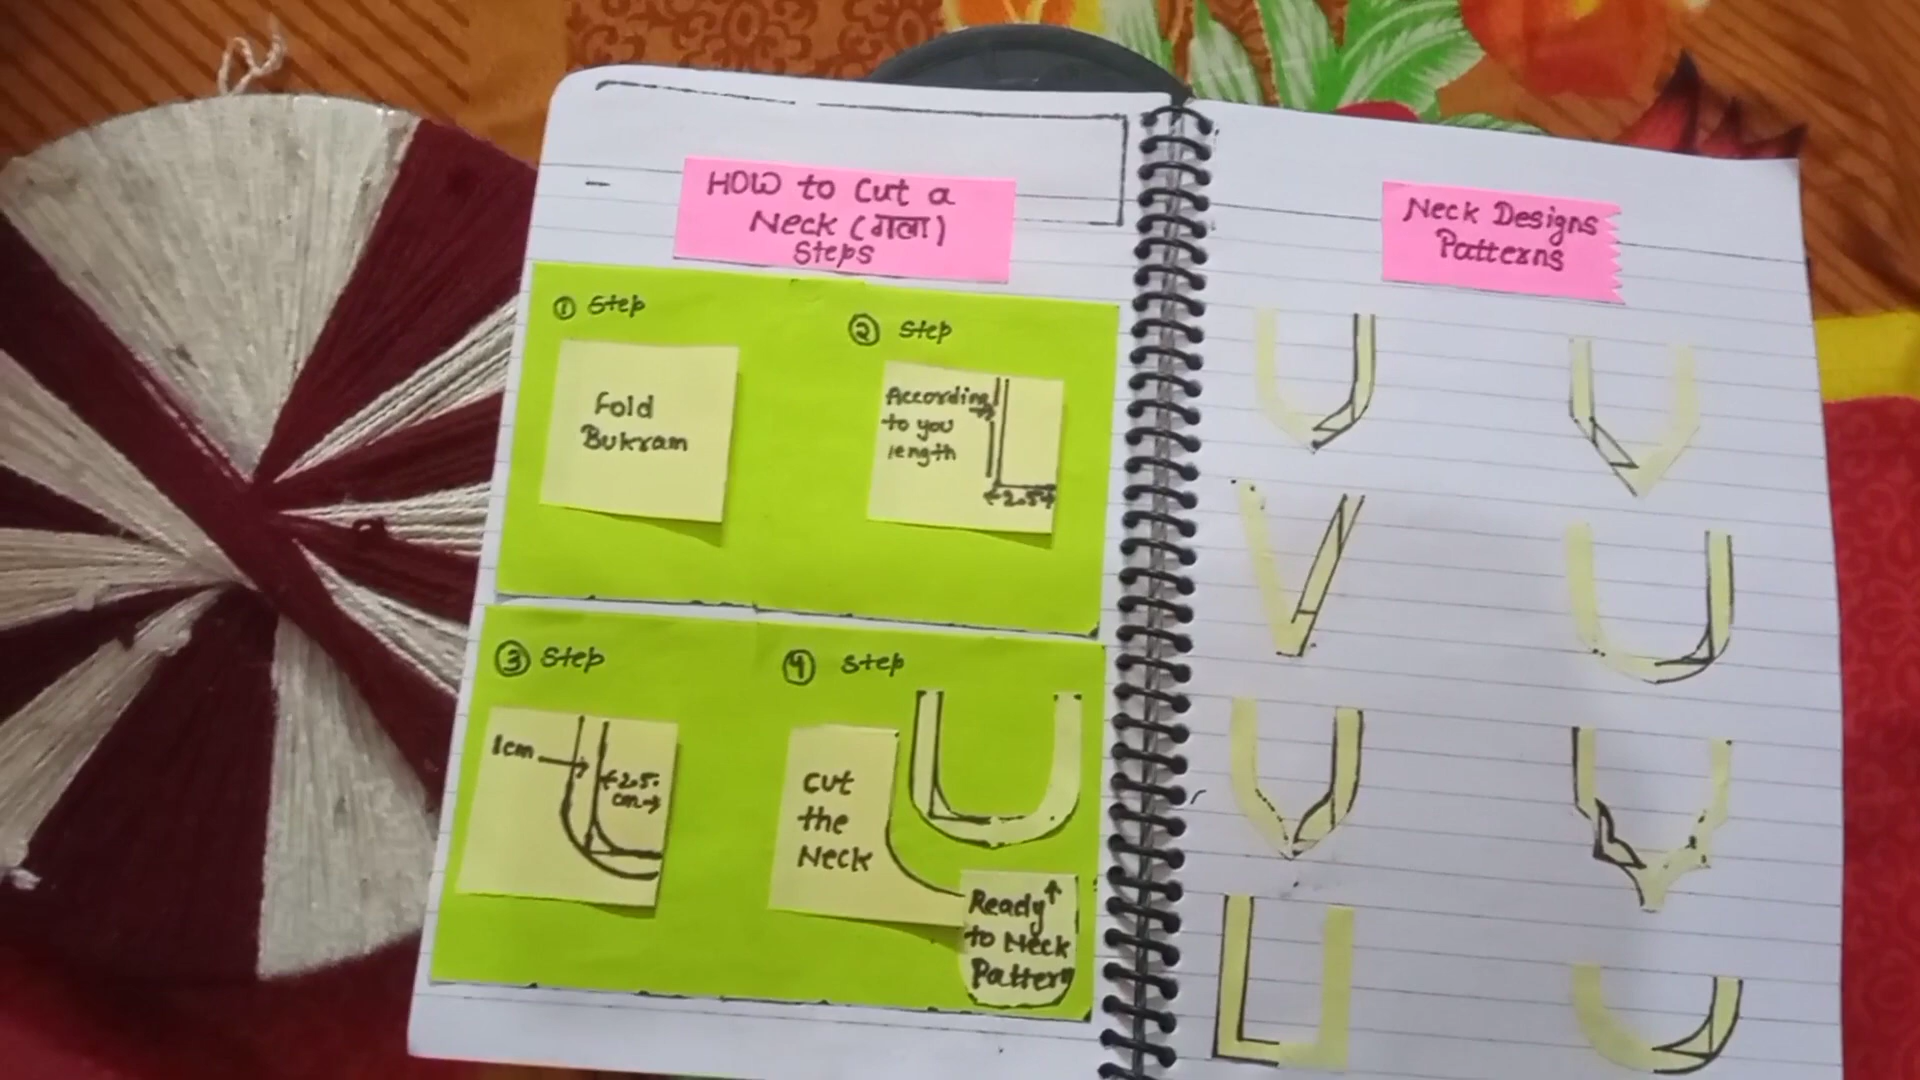 HOW to Cut a
Neck (गला)
Steps
① Step
Fold
Bukram
② Step
According
to you
length
2.5
③ Step
1cm
2.5
cm
④ Step
Cut
the
Neck
Ready
to Neck
Pattern
Neck Designs
Patterns